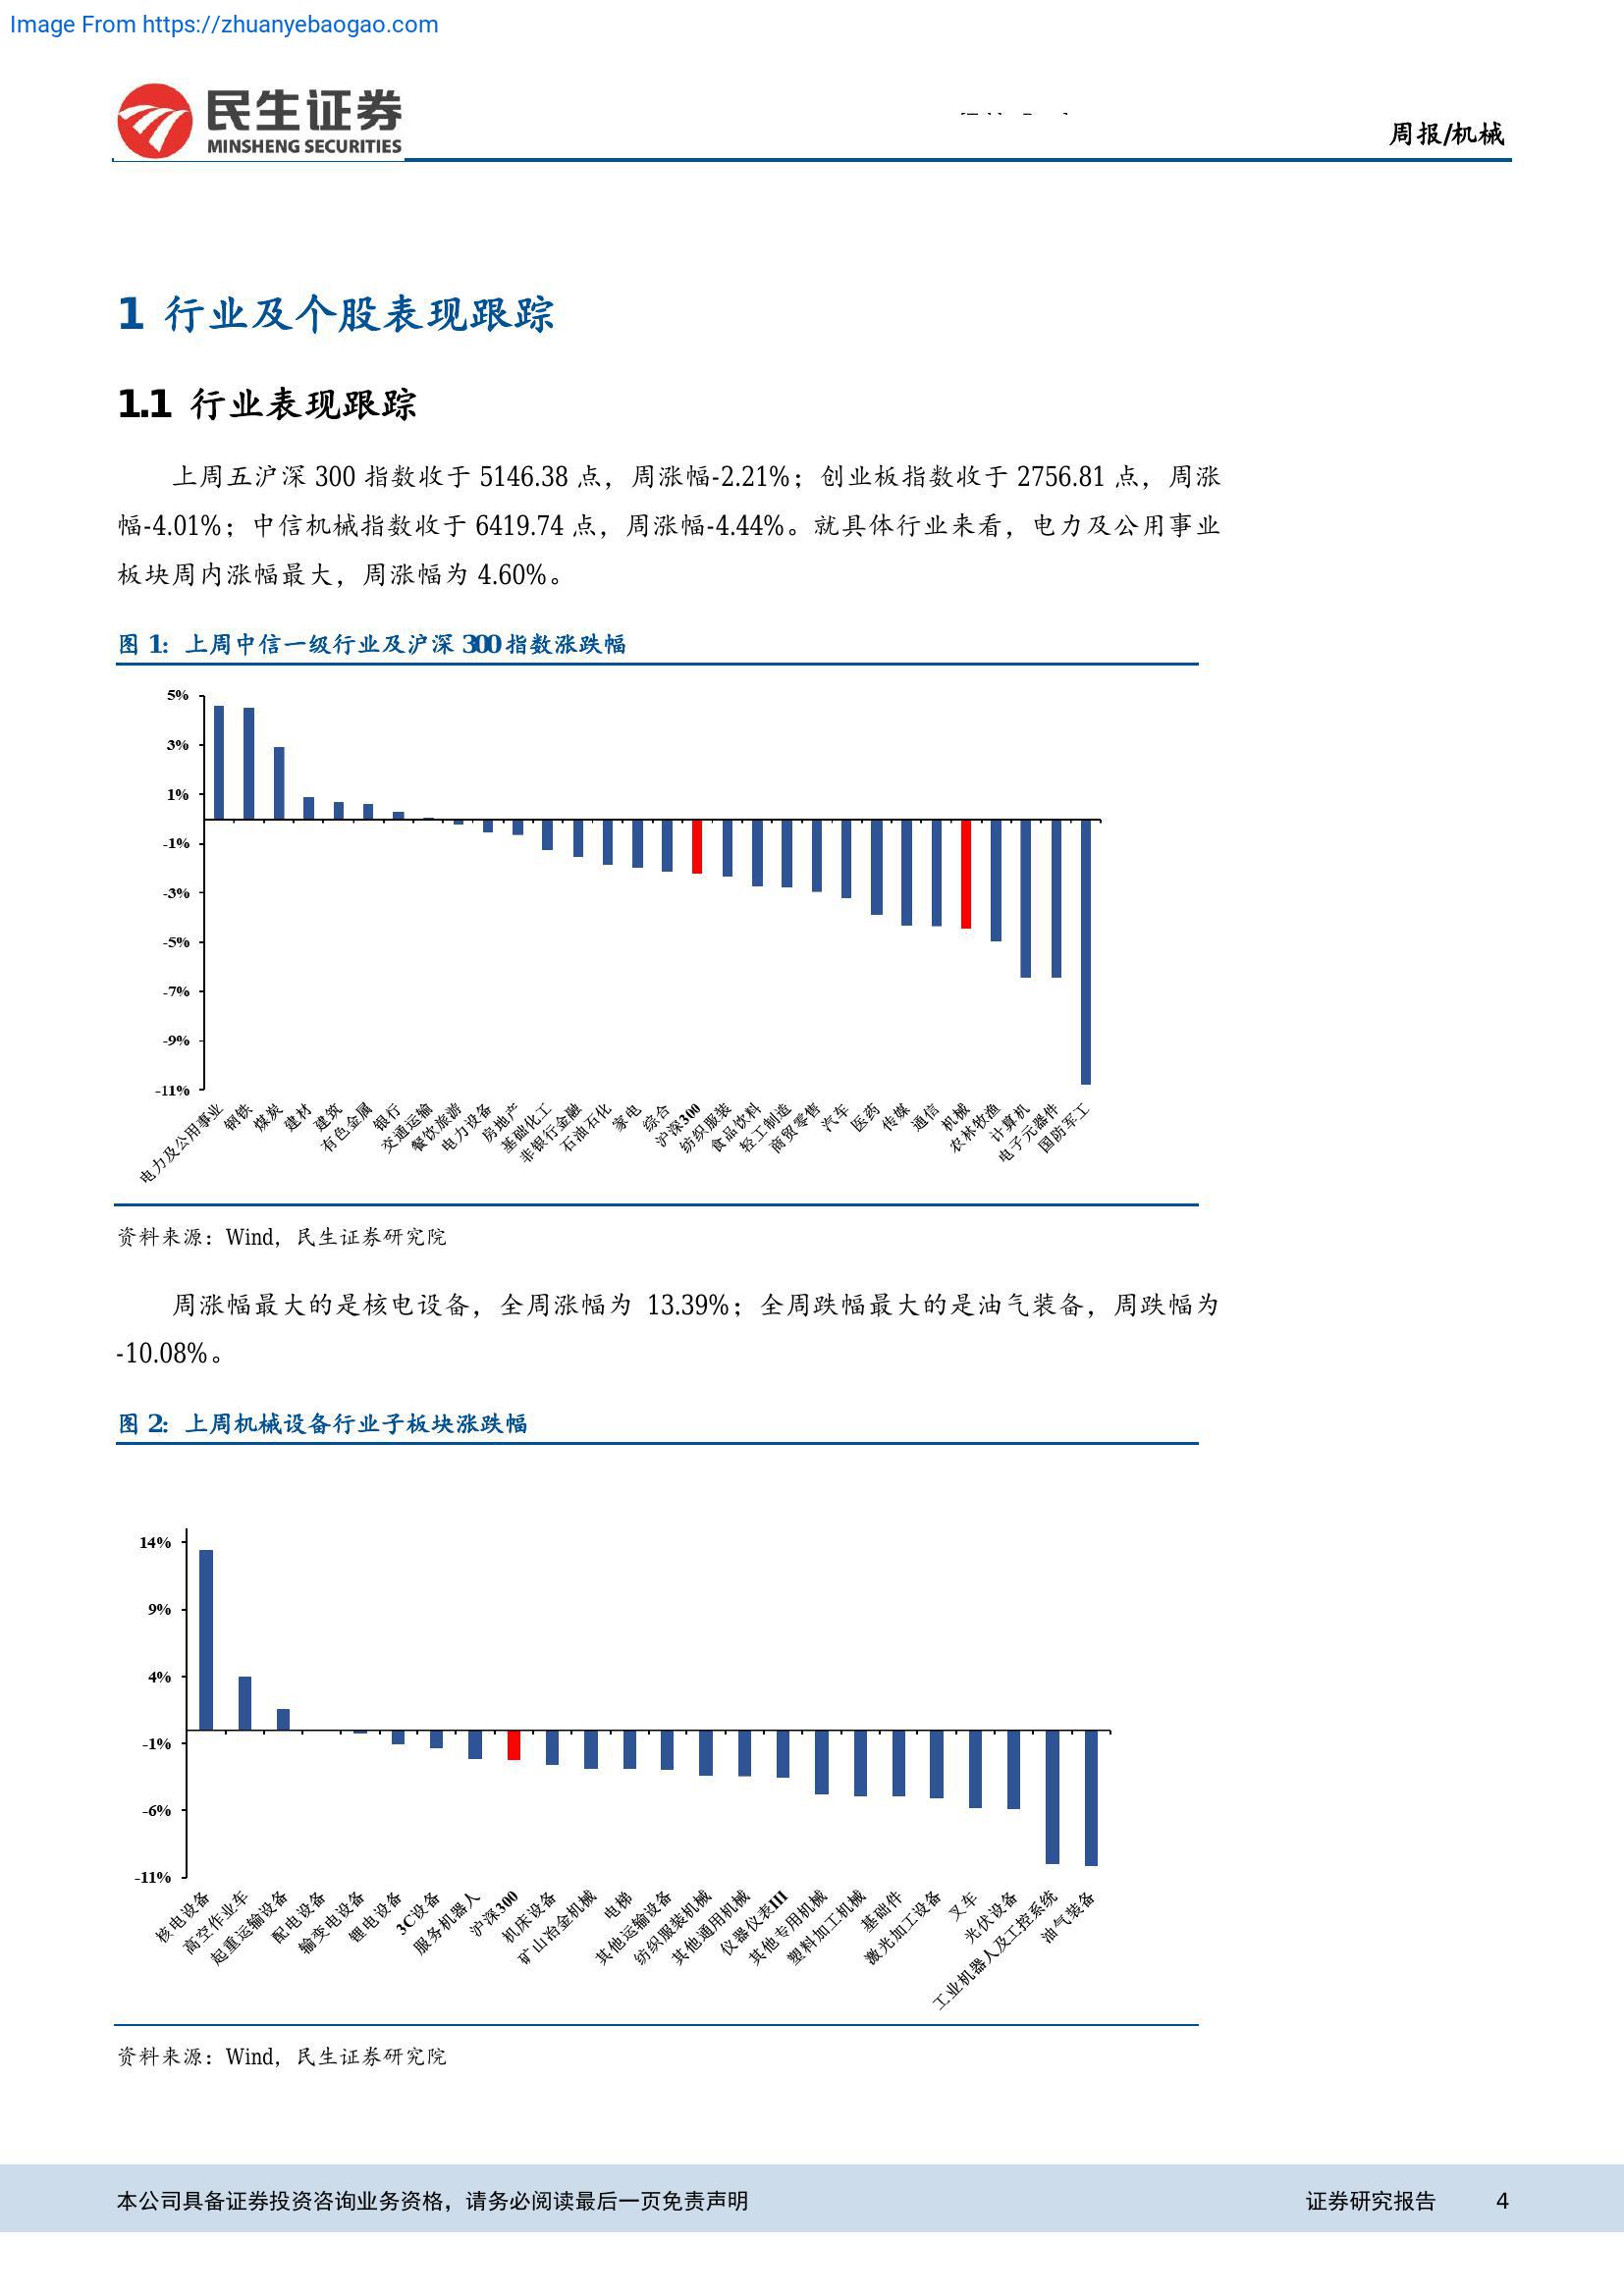 Image From https://zhuanyebaogao.com
民生证券
MINSHENG SECURITIES
周报/机械
1 行业及个股表现跟踪
1.1 行业表现跟踪
上周五沪深 300 指数收于 5146.38 点，周涨幅-2.21%；创业板指数收于 2756.81 点，周涨
幅-4.01%；中信机械指数收于 6419.74 点，周涨幅-4.44%。就具体行业来看，电力及公用事业
板块周内涨幅最大，周涨幅为 4.60%。
图 1：上周中信一级行业及沪深 300 指数涨跌幅
5%
3%
1%
-1%
-3%
-5%
-7%
-9%
-11%
电力及公用事业
钢铁
煤炭
建材
建筑
有色金属
银行
交通运输
餐饮旅游
电力设备
房地产
基础化工
非银行金融
石油石化
家电
综合
沪深300
纺织服装
食品饮料
轻工制造
商贸零售
汽车
医药
传媒
通信
机械
农林牧渔
计算机
电子元器件
国防军工
资料来源：Wind，民生证券研究院
周涨幅最大的是核电设备，全周涨幅为 13.39%；全周跌幅最大的是油气装备，周跌幅为
-10.08%。
图 2：上周机械设备行业子板块涨跌幅
14%
9%
4%
-1%
-6%
-11%
核电设备
高空作业车
起重运输设备
配电设备
输变电设备
锂电设备
3C设备
服务机器人
沪深300
机床设备
矿山冶金机械
电梯
其他运输设备
纺织服装机械
其他通用机械
仪器仪表III
其他专用机械
塑料加工机械
基础件
激光加工设备
叉车
光伏设备
工业机器人及工控系统
油气装备
资料来源：Wind，民生证券研究院
本公司具备证券投资咨询业务资格，请务必阅读最后一页免责声明
证券研究报告 4